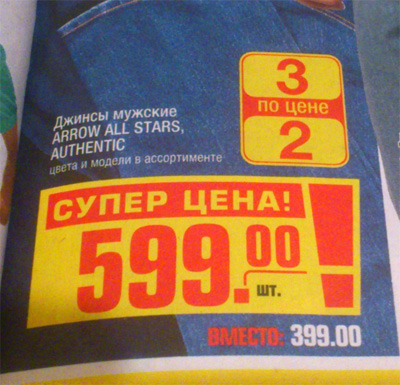 3
по цене
2
Джинсы мужские
ARROW ALL STARS,
AUTHENTIC
цвета и модели в ассортименте
СУПЕР ЦЕНА!
599.00
шт.
!
ВМЕСТО: 399.00